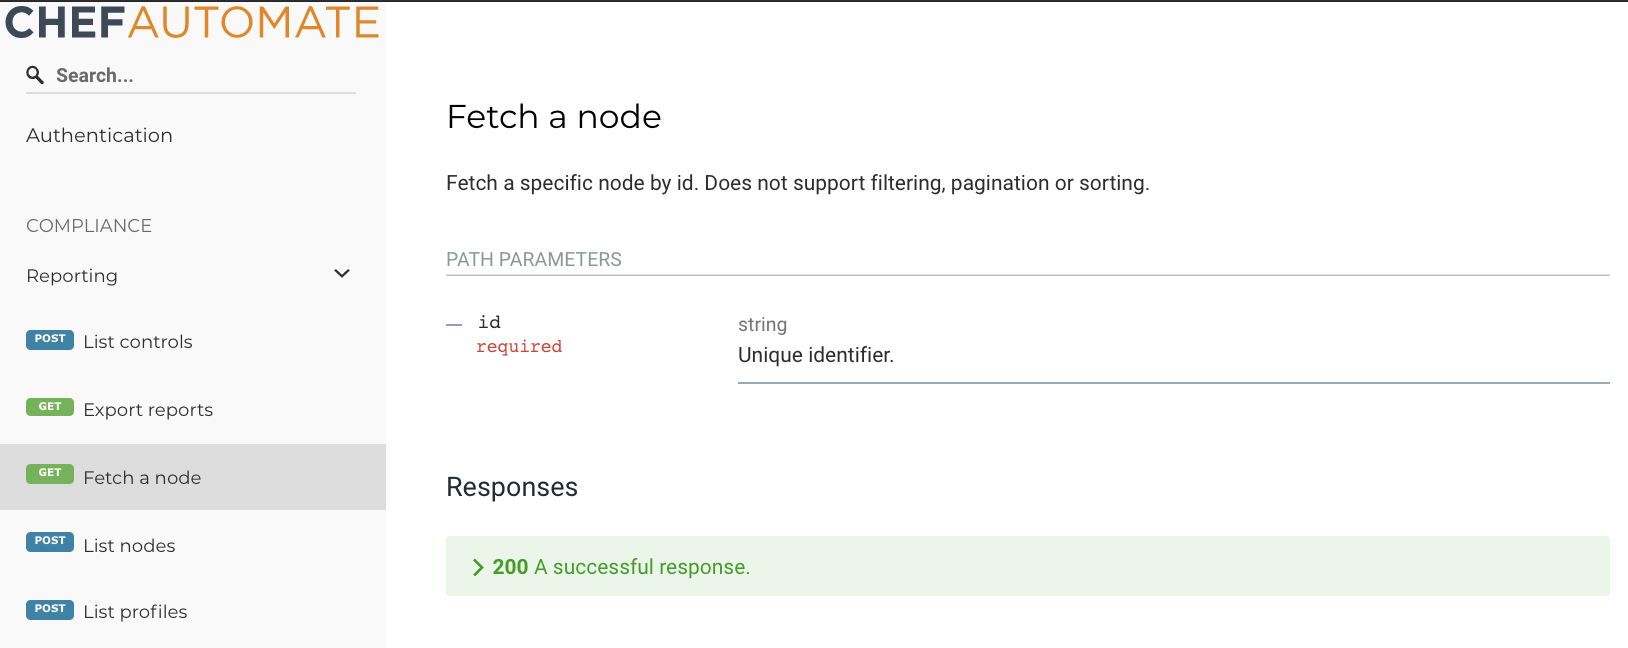 CHEFAUTOMATE
Search...
Authentication
COMPLIANCE
Reporting
POST List controls
GET Export reports
GET Fetch a node
POST List nodes
POST List profiles
Fetch a node
Fetch a specific node by id. Does not support filtering, pagination or sorting.
PATH PARAMETERS
id string
required Unique identifier.
Responses
200 A successful response.